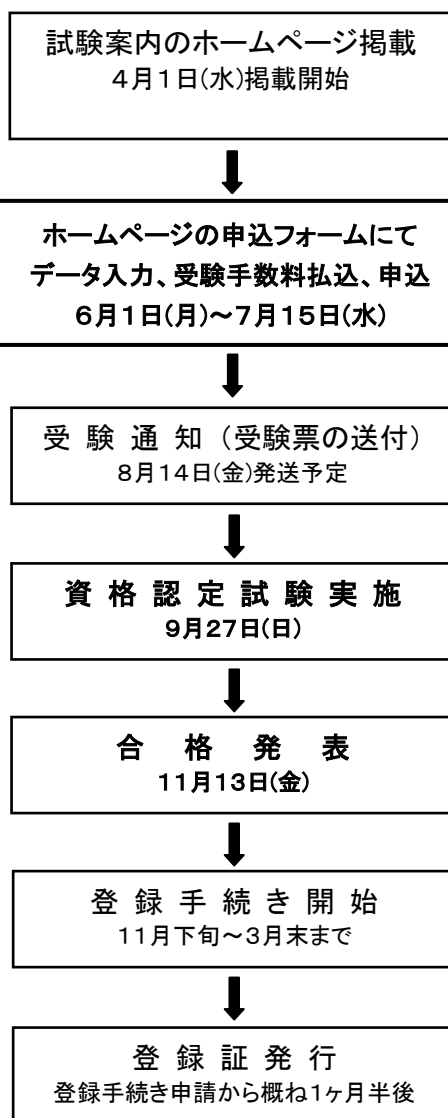 試験案内のホームページ掲載
4月1日(水)掲載開始
ホームページの申込フォームにて
データ入力、受験手数料払込、申込
6月1日(月)～7月15日(水)
受験通知（受験票の送付）
8月14日(金)発送予定
資格認定試験実施
9月27日(日)
合格発表
11月13日(金)
登録手続き開始
11月下旬～3月末まで
登録証発行
登録手続き申請から概ね1ヶ月半後